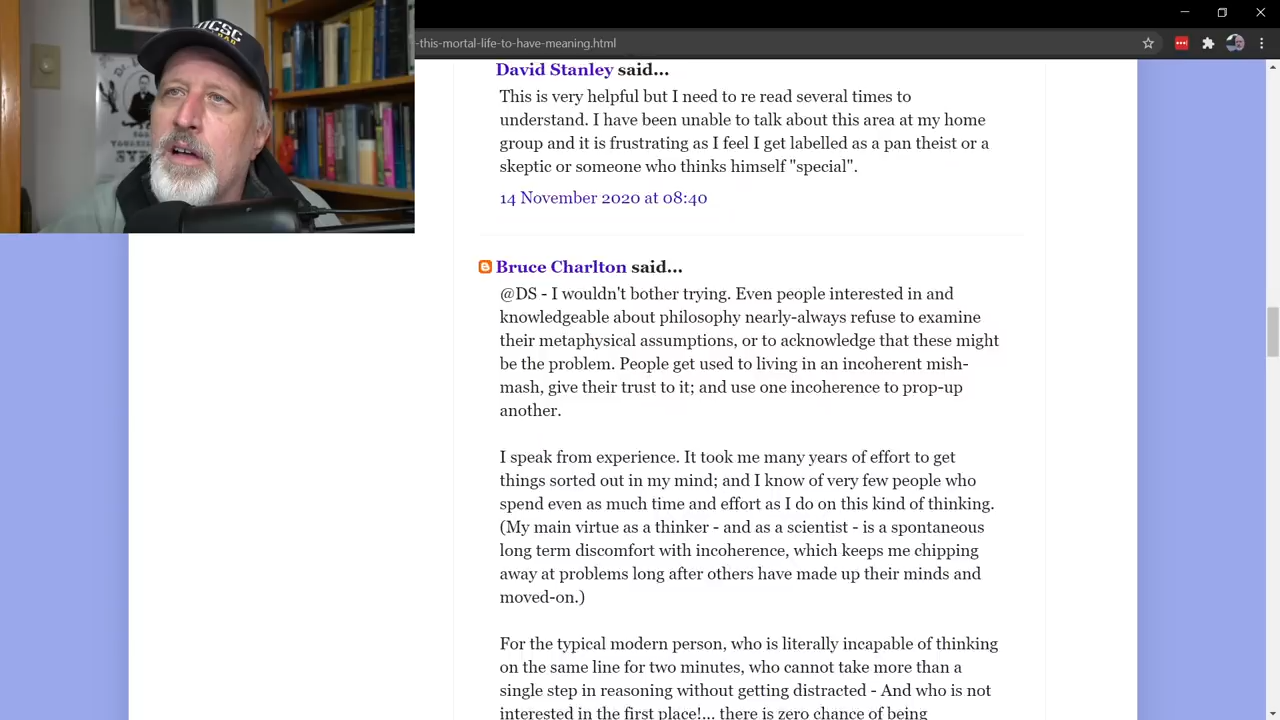 UCSC
DAD
-this-mortal-life-to-have-meaning.html
David Stanley said...
This is very helpful but I need to re read several times to
understand. I have been unable to talk about this area at my home
group and it is frustrating as I feel I get labelled as a pan theist or a
skeptic or someone who thinks himself "special".
14 November 2020 at 08:40
Bruce Charlton said...
@DS - I wouldn't bother trying. Even people interested in and
knowledgeable about philosophy nearly-always refuse to examine
their metaphysical assumptions, or to acknowledge that these might
be the problem. People get used to living in an incoherent mish-
mash, give their trust to it; and use one incoherence to prop-up
another.
I speak from experience. It took me many years of effort to get
things sorted out in my mind; and I know of very few people who
spend even as much time and effort as I do on this kind of thinking.
(My main virtue as a thinker - and as a scientist - is a spontaneous
long term discomfort with incoherence, which keeps me chipping
away at problems long after others have made up their minds and
moved-on.)
For the typical modern person, who is literally incapable of thinking
on the same line for two minutes, who cannot take more than a
single step in reasoning without getting distracted - And who is not
interested in the first place!... there is zero chance of being